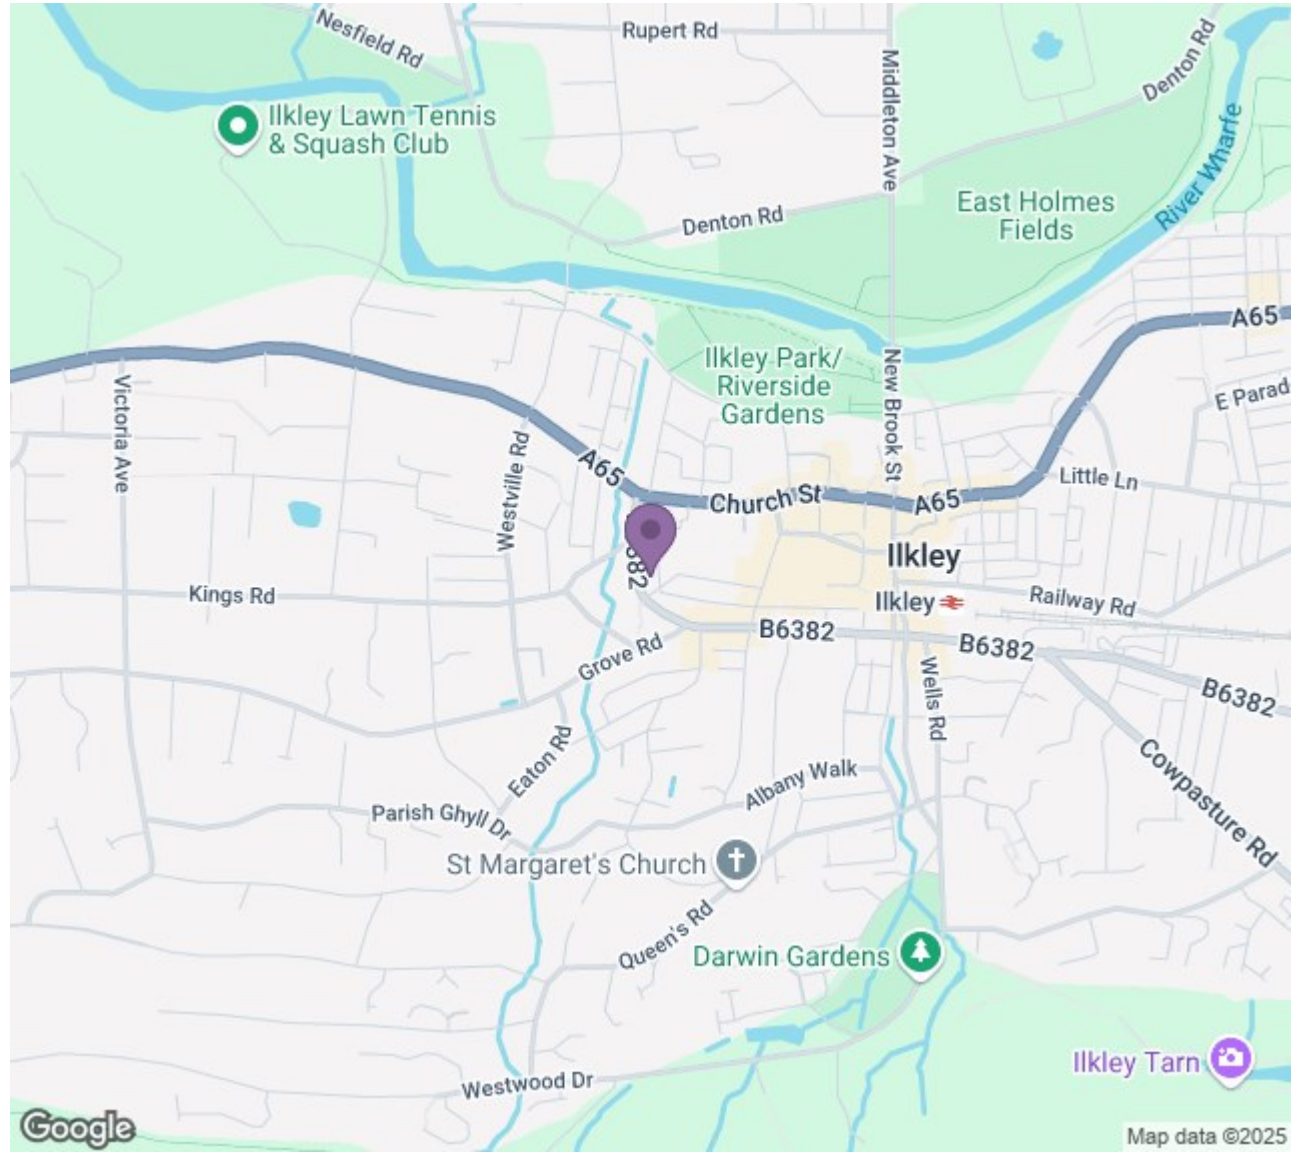 Nesfield Rd
Rupert Rd
Middleton Ave
Denton Rd
Ilkley Lawn Tennis
& Squash Club
River Wharfe
East Holmes
Fields
Denton Rd
A65
Ilkley Park/
Riverside
Gardens
New Brook St
Victoria Ave
E Parad
Westville Rd
A65
Church St
A65
Little Ln
Ilkley
382
Kings Rd
Ilkley
Railway Rd
B6382
B6382
Grove Rd
Wells Rd
B6382
Eaton Rd
Albany Walk
Cowpasture Rd
Parish Ghyll Dr
St Margaret's Church
Queen's Rd
Darwin Gardens
Ilkley Tarn
Westwood Dr
Google
Map data ©2025